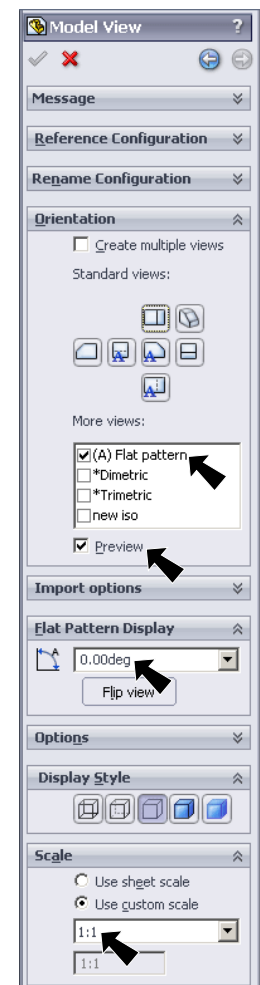 Model View ?
Message
Reference Configuration
Rename Configuration
Orientation
Create multiple views
Standard views:
More views:
(A) Flat pattern
*Dimetric
*Trimetric
new iso
Preview
Import options
Flat Pattern Display
0.00deg
Flip view
Options
Display Style
Scale
Use sheet scale
Use custom scale
1:1
1:1